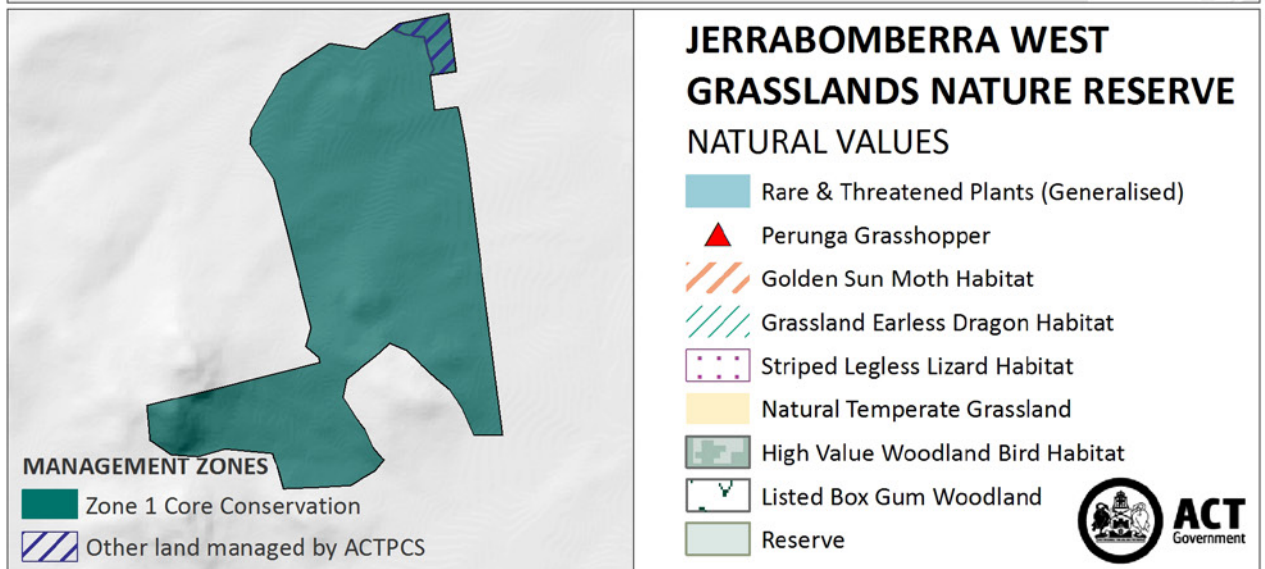 MANAGEMENT ZONES
Zone 1 Core Conservation
Other land managed by ACTPCS
JERRABOMBERRA WEST
GRASSLANDS NATURE RESERVE
NATURAL VALUES
Rare & Threatened Plants (Generalised)
Perunga Grasshopper
Golden Sun Moth Habitat
Grassland Earless Dragon Habitat
Striped Legless Lizard Habitat
Natural Temperate Grassland
High Value Woodland Bird Habitat
Listed Box Gum Woodland
Reserve
ACT
Government